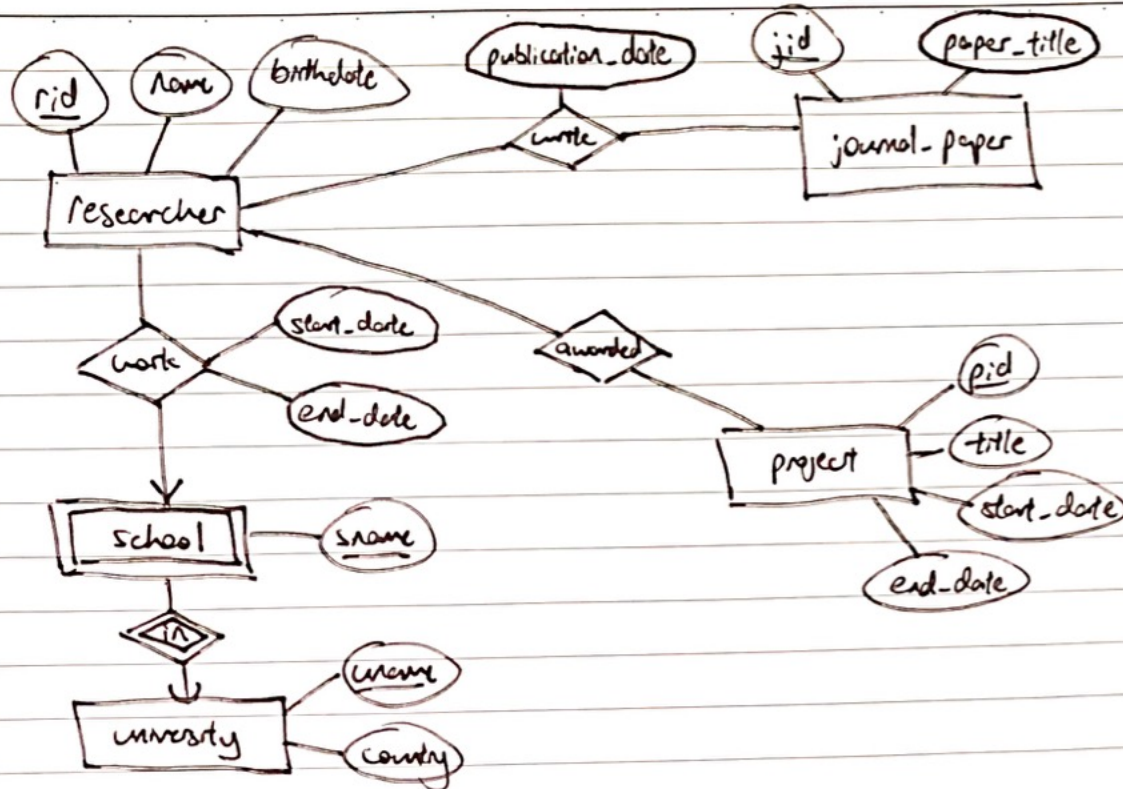 publication_date
jid
paper_title
rid
name
birthdate
write
journal_paper
researcher
start_date
awarded
work
pid
end_date
title
project
start_date
school
sname
end_date
in
uname
university
country